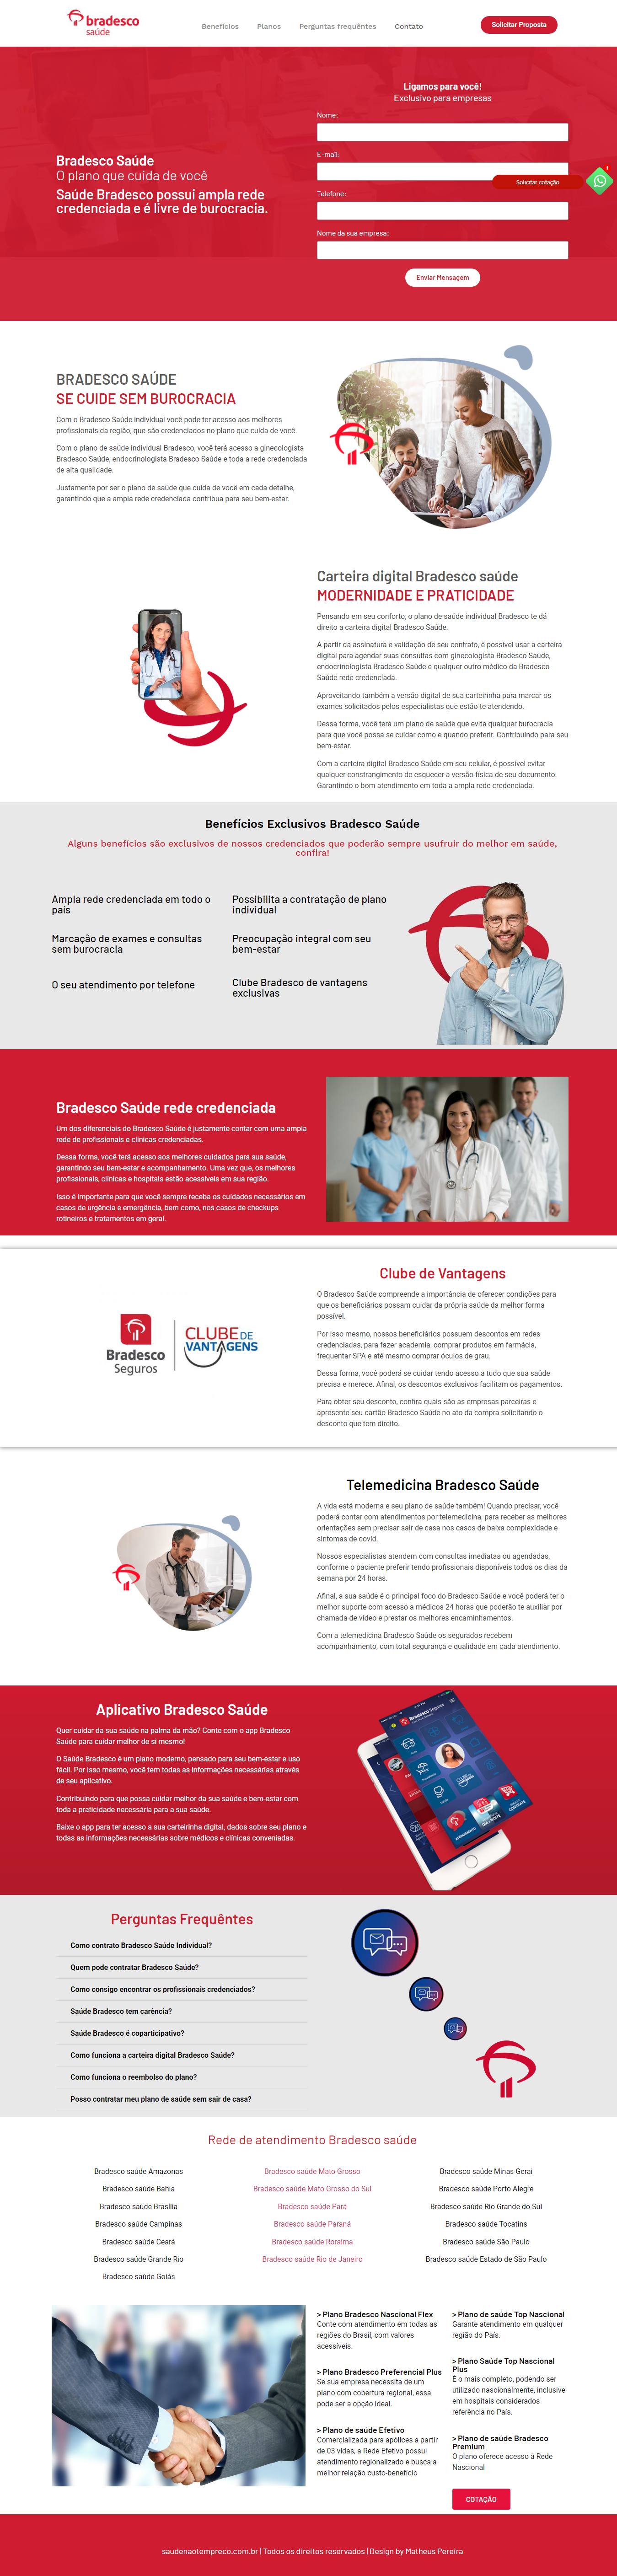 bradesco
saúde
Benefícios
Planos
Perguntas frequêntes
Contato
Solicitar Proposta
Ligamos para você!
Exclusivo para empresas
Nome:
E-mail:
Solicitar cotação
1
Telefone:
Nome da sua empresa:
Enviar Mensagem
Bradesco Saúde
O plano que cuida de você
Saúde Bradesco possui ampla rede
credenciada e é livre de burocracia.
BRADESCO SAÚDE
SE CUIDE SEM BUROCRACIA
Com o Bradesco Saúde individual você pode ter acesso aos melhores
profissionais da região, que são credenciados no plano que cuida de você.
Com o plano de saúde individual Bradesco, você terá acesso a ginecologista
Bradesco Saúde, endocrinologista Bradesco Saúde e toda a rede credenciada
de alta qualidade.
Justamente por ser o plano de saúde que cuida de você em cada detalhe,
garantindo que a ampla rede credenciada contribua para seu bem-estar.
Carteira digital Bradesco saúde
MODERNIDADE E PRATICIDADE
Pensando em seu conforto, o plano de saúde individual Bradesco te dá
direito a carteira digital Bradesco Saúde.
A partir da assinatura e validação de seu contrato, é possível usar a carteira
digital para agendar suas consultas com ginecologista Bradesco Saúde,
endocrinologista Bradesco Saúde e qualquer outro médico da Bradesco
Saúde rede credenciada.
Aproveitando também a versão digital de sua carteirinha para marcar os
exames solicitados pelos especialistas que estão te atendendo.
Dessa forma, você terá um plano de saúde que evita qualquer burocracia
para que você possa se cuidar como e quando preferir. Contribuindo para seu
bem-estar.
Com a carteira digital Bradesco Saúde em seu celular, é possível evitar
qualquer constrangimento de esquecer a versão física de seu documento.
Garantindo o bom atendimento em toda a ampla rede credenciada.
Benefícios Exclusivos Bradesco Saúde
Alguns benefícios são exclusivos de nossos credenciados que poderão sempre usufruir do melhor em saúde,
confira!
Ampla rede credenciada em todo o
país
Possibilita a contratação de plano
individual
Marcação de exames e consultas
sem burocracia
Preocupação integral com seu
bem-estar
O seu atendimento por telefone
Clube Bradesco de vantagens
exclusivas
Bradesco Saúde rede credenciada
Um dos diferenciais do Bradesco Saúde é justamente contar com uma ampla
rede de profissionais e clínicas credenciadas.
Dessa forma, você terá acesso aos melhores cuidados para sua saúde,
garantindo seu bem-estar e acompanhamento. Uma vez que, os melhores
profissionais, clínicas e hospitais estão acessíveis em sua região.
Isso é importante para que você sempre receba os cuidados necessários em
casos de urgência e emergência, bem como, nos casos de checkups
rotineiros e tratamentos em geral.
Bradesco
Seguros
CLUBE DE
VANTAGENS
Clube de Vantagens
O Bradesco Saúde compreende a importância de oferecer condições para
que os beneficiários possam cuidar da própria saúde da melhor forma
possível.
Por isso mesmo, nossos beneficiários possuem descontos em redes
credenciadas, para fazer academia, comprar produtos em farmácia,
frequentar SPA e até mesmo comprar óculos de grau.
Dessa forma, você poderá se cuidar tendo acesso a tudo que sua saúde
precisa e merece. Afinal, os descontos exclusivos facilitam os pagamentos.
Para obter seu desconto, confira quais são as empresas parceiras e
apresente seu cartão Bradesco Saúde no ato da compra solicitando o
desconto que tem direito.
Telemedicina Bradesco Saúde
A vida está moderna e seu plano de saúde também! Quando precisar, você
poderá contar com atendimentos por telemedicina, para receber as melhores
orientações sem precisar sair de casa nos casos de baixa complexidade e
sintomas de covid.
Nossos especialistas atendem com consultas imediatas ou agendadas,
conforme o paciente preferir tendo profissionais disponíveis todos os dias da
semana por 24 horas.
Afinal, a sua saúde é o principal foco do Bradesco Saúde e você poderá ter o
melhor suporte com acesso a médicos 24 horas que poderão te auxiliar por
chamada de vídeo e prestar os melhores encaminhamentos.
Com a telemedicina Bradesco Saúde os segurados recebem
acompanhamento, com total segurança e qualidade em cada atendimento.
Aplicativo Bradesco Saúde
Quer cuidar da sua saúde na palma da mão? Conte com o app Bradesco
Saúde para cuidar melhor de si mesmo!
O Saúde Bradesco é um plano moderno, pensado para seu bem-estar e uso
fácil. Por isso mesmo, você tem todas as informações necessárias através
de seu aplicativo.
Contribuindo para que possa cuidar melhor da sua saúde e bem-estar com
toda a praticidade necessária para a sua saúde.
Baixe o app para ter acesso a sua carteirinha digital, dados sobre seu plano e
todas as informações necessárias sobre médicos e clínicas conveniadas.
Bradesco Seguros
Perguntas Frequêntes
Como contrato Bradesco Saúde Individual?
Quem pode contratar Bradesco Saúde?
Como consigo encontrar os profissionais credenciados?
Saúde Bradesco tem carência?
Saúde Bradesco é coparticipativo?
Como funciona a carteira digital Bradesco Saúde?
Como funciona o reembolso do plano?
Posso contratar meu plano de saúde sem sair de casa?
Rede de atendimento Bradesco saúde
Bradesco saúde Amazonas
Bradesco saúde Bahia
Bradesco saúde Brasília
Bradesco saúde Campinas
Bradesco saúde Ceará
Bradesco saúde Grande Rio
Bradesco saúde Goiás
Bradesco saúde Mato Grosso
Bradesco saúde Mato Grosso do Sul
Bradesco saúde Pará
Bradesco saúde Paraná
Bradesco saúde Roraima
Bradesco saúde Rio de Janeiro
Bradesco saúde Minas Gerai
Bradesco saúde Porto Alegre
Bradesco saúde Rio Grande do Sul
Bradesco saúde Tocatins
Bradesco saúde São Paulo
Bradesco saúde Estado de São Paulo
> Plano Bradesco Nascional Flex
Conte com atendimento em todas as
regiões do Brasil, com valores
acessíveis.
> Plano Bradesco Preferencial Plus
Se sua empresa necessita de um
plano com cobertura regional, essa
pode ser a opção ideal.
> Plano de saúde Efetivo
Comercializada para apólices a partir
de 03 vidas, a Rede Efetivo possui
atendimento regionalizado e busca a
melhor relação custo-benefício
> Plano de saúde Top Nascional
Garante atendimento em qualquer
região do País.
> Plano Saúde Top Nascional
Plus
É o mais completo, podendo ser
utilizado nascionalmente, inclusive
em hospitais considerados
referência no País.
> Plano de saúde Bradesco
Premium
O plano oferece acesso à Rede
Nascional
COTAÇÃO
saudenaotempreco.com.br | Todos os direitos reservados | Design by Matheus Pereira